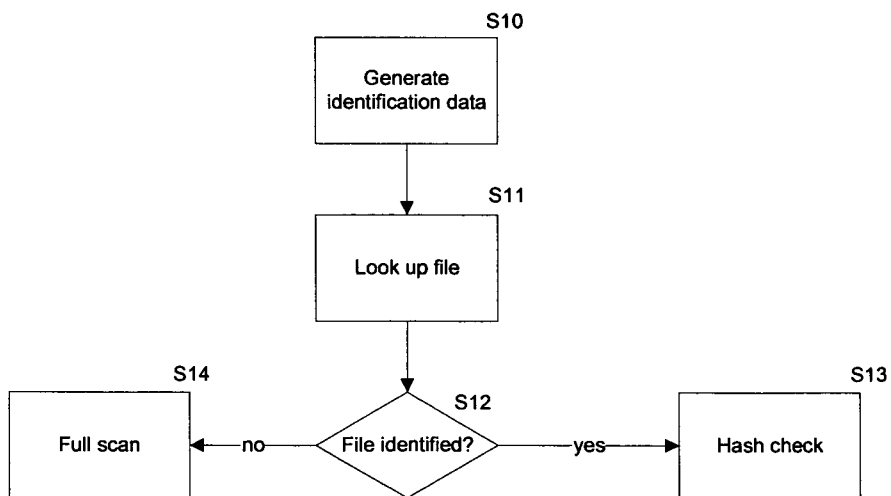 S10
Generate
identification data
S11
Look up file
S14
S12
S13
Full scan
no
File identified?
yes
Hash check